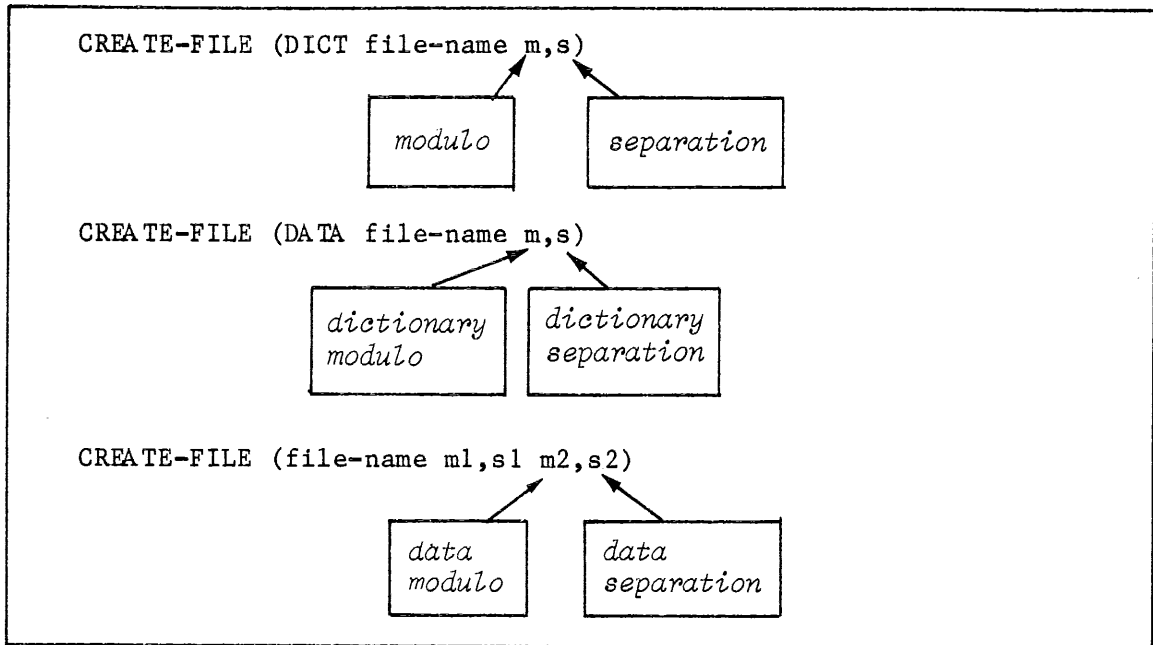 CREATE-FILE (DICT file-name m,s)
modulo
separation
CREATE-FILE (DATA file-name m,s)
dictionary
modulo
dictionary
separation
CREATE-FILE (file-name m1,s1 m2,s2)
data
modulo
data
separation